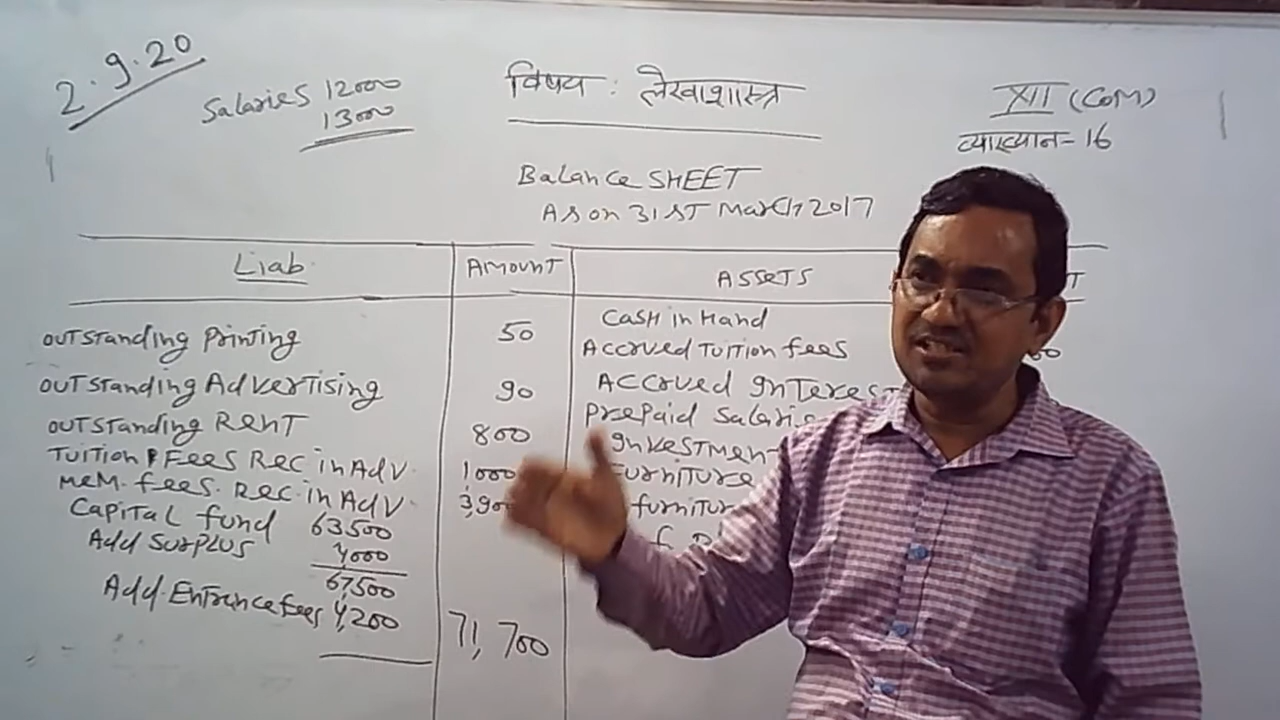 2.9.20
Salaries 12000
13000
विषय : लेखाशास्त्र
XII (COM)
व्याख्यान - 16
Balance SHEET
AS ON 31ST March 2017
Liab. AMOUNT ASSETS
OUTSTanding Printing 50
OUTSTanding Advertising 90
OUTSTanding RENT 800
TUITION Fees Rec in Adv. 1,000
MEM. fees. Rec. in Adv
Capital fund 63500
Add Surplus 4000
67,500
Add. Entrance fees 4,200 71,700
Cash in Hand
Accrued Tuition fees
Accrued
Prepaid